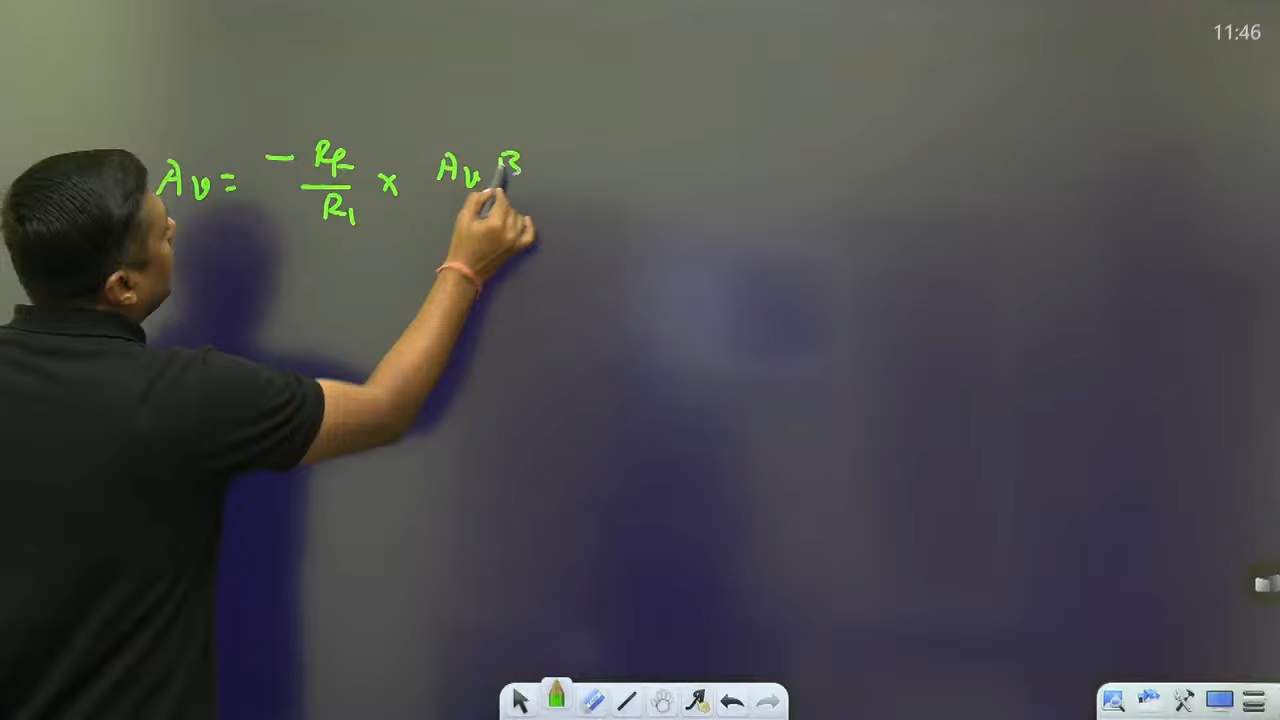 11:46
Av = - Rf / R1 × Av B